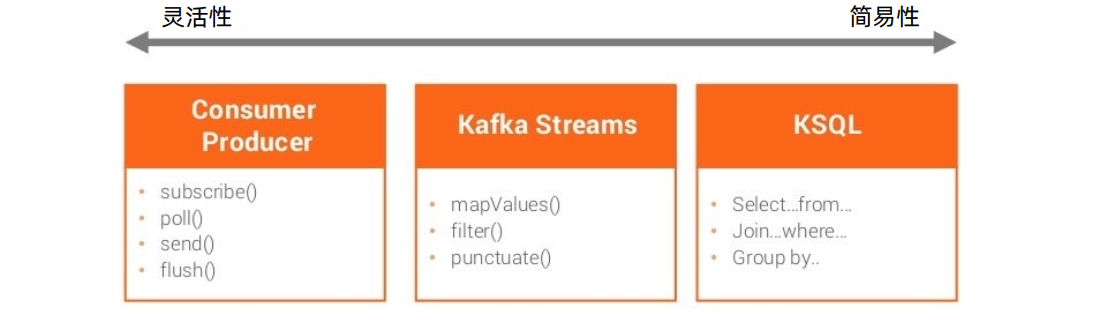 灵活性 简易性
Consumer
Producer
• subscribe()
• poll()
• send()
• flush()
Kafka Streams
• mapValues()
• filter()
• punctuate()
KSQL
• Select...from...
• Join...where...
• Group by..